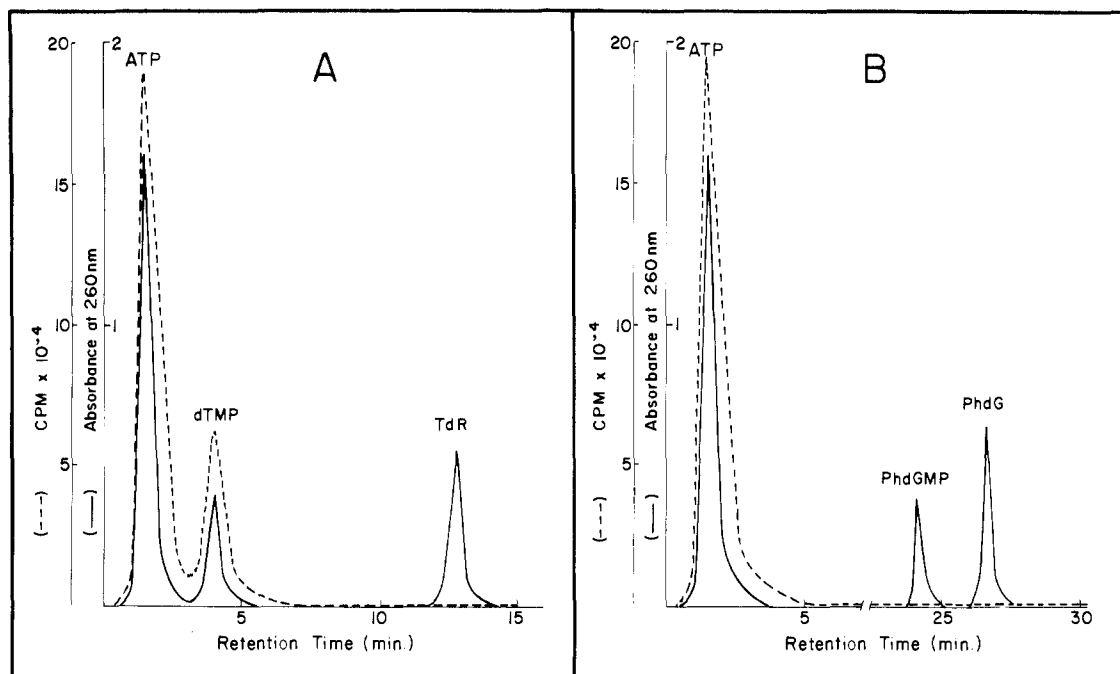 A
20
15
10
5
2
1
CPM x 10⁻⁴
(---)
Absorbance at 260nm
(—)
ATP
dTMP
TdR
5
10
15
Retention Time (min.)
B
20
15
10
5
2
1
CPM x 10⁻⁴
(---)
Absorbance at 260nm
(—)
ATP
PhdGMP
PhdG
5
25
30
Retention Time (min.)